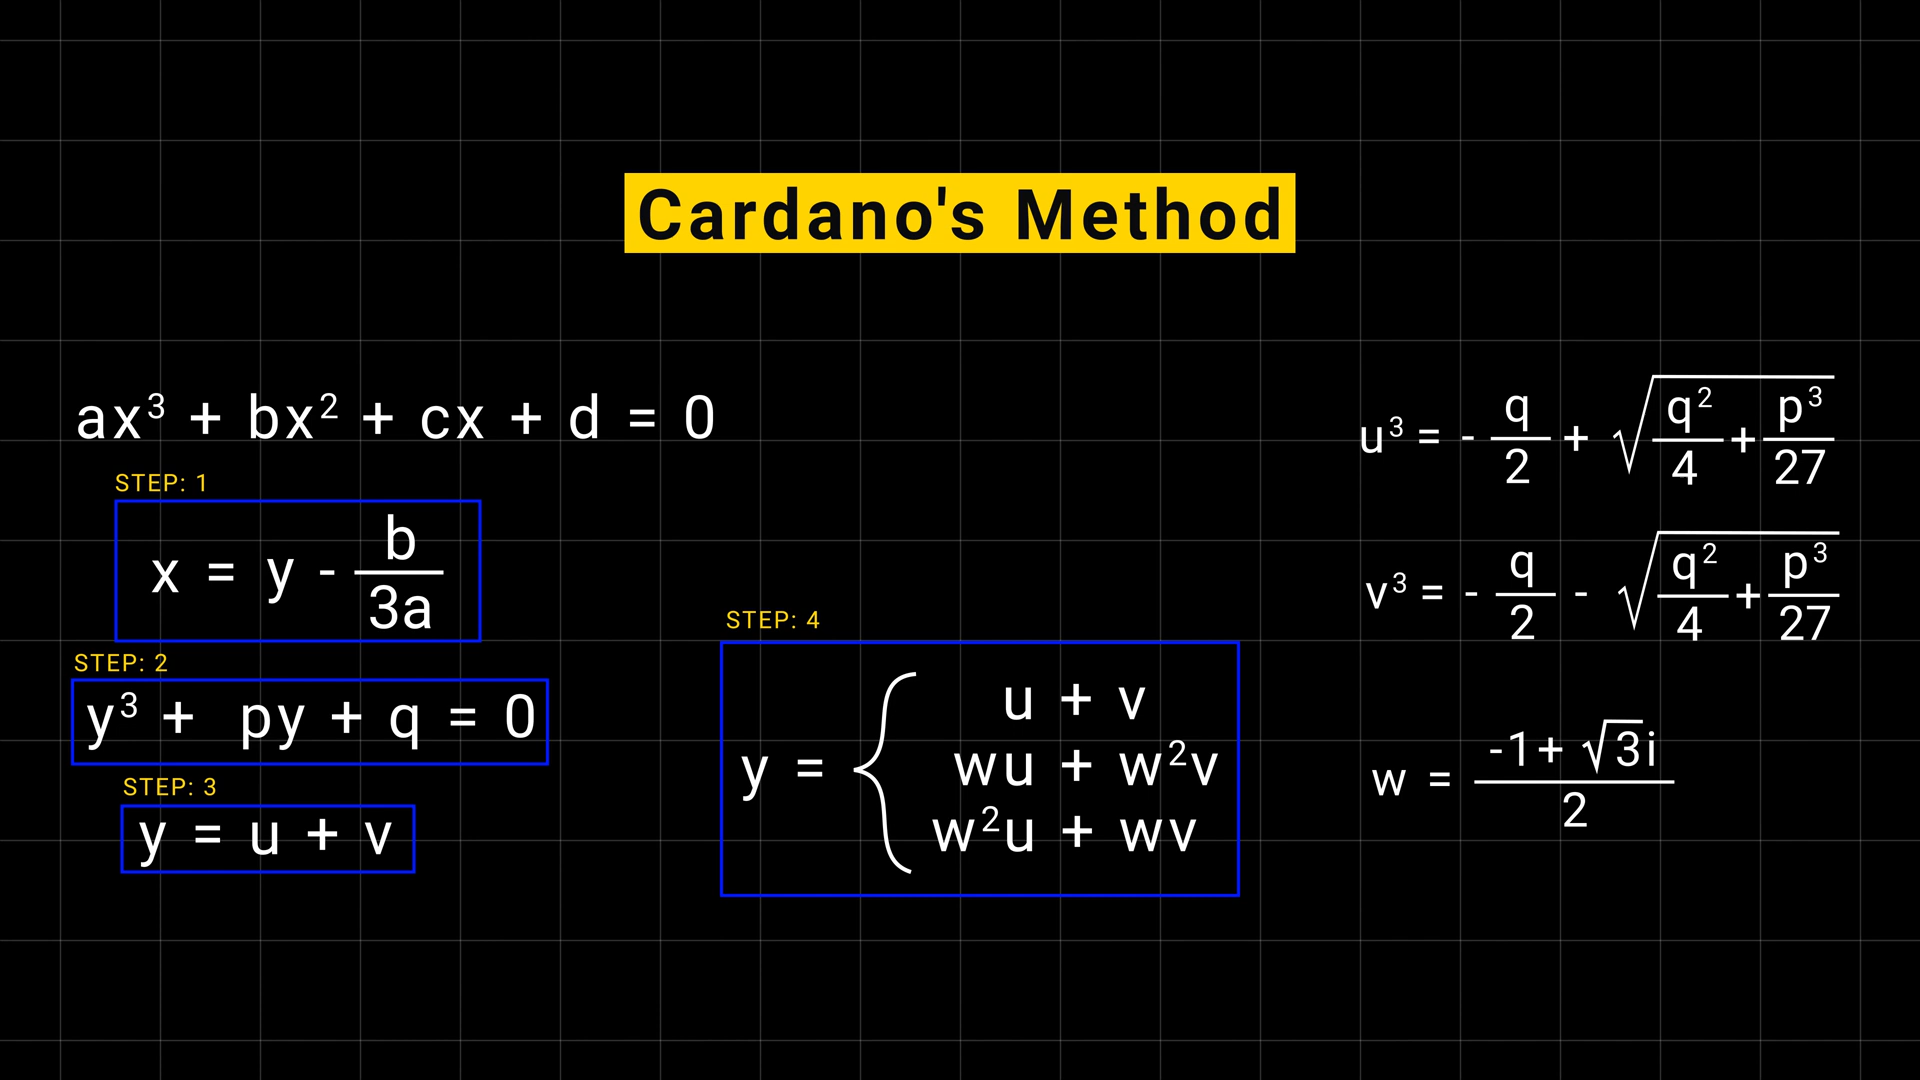 Cardano's Method
ax³ + bx² + cx + d = 0
STEP: 1
x = y - b/3a
STEP: 2
y³ + py + q = 0
STEP: 3
y = u + v
STEP: 4
y = {
u + v
wu + w²v
w²u + wv
u³ = - q/2 + √(q²/4 + p³/27)
v³ = - q/2 - √(q²/4 + p³/27)
w = (-1 + √3i)/2